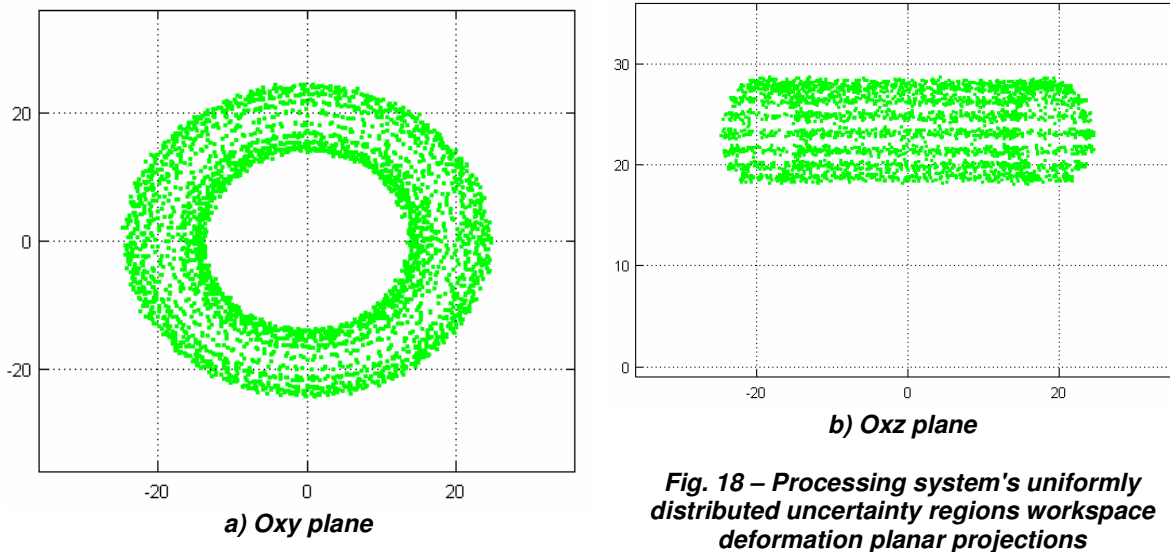 20
0
-20
-20 0 20
a) Oxy plane
30
20
10
0
-20 0 20
b) Oxz plane
Fig. 18 – Processing system's uniformly
distributed uncertainty regions workspace
deformation planar projections